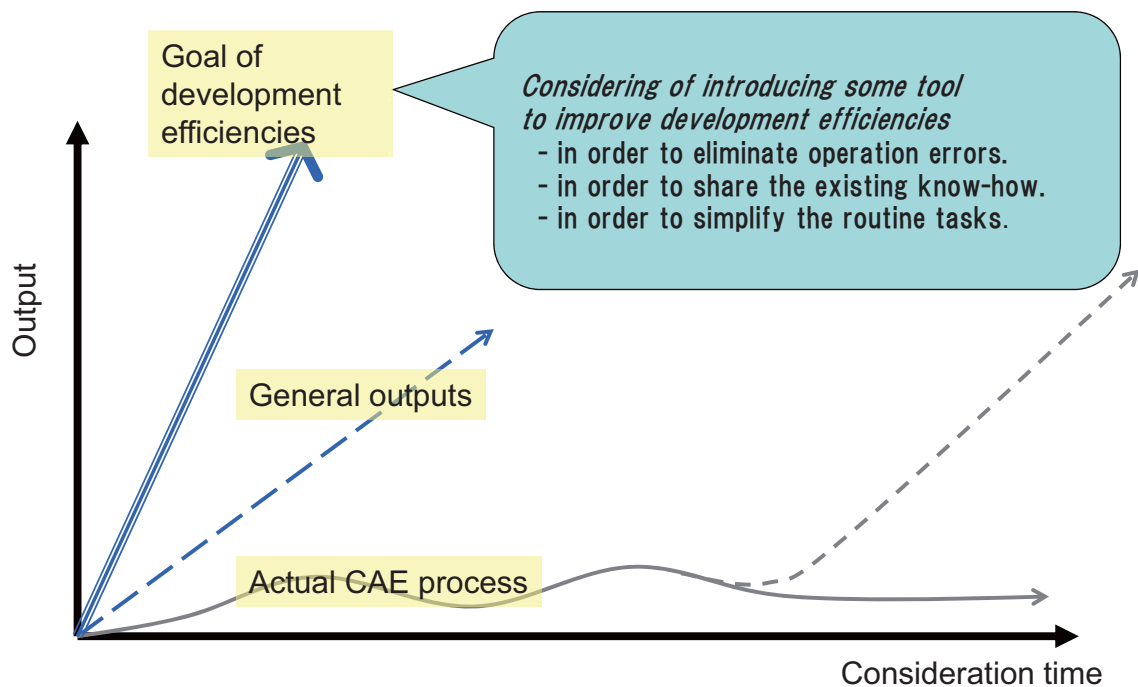 Goal of
development
efficiencies
Considering of introducing some tool
to improve development efficiencies
- in order to eliminate operation errors.
- in order to share the existing know-how.
- in order to simplify the routine tasks.
Output
General outputs
Actual CAE process
Consideration time